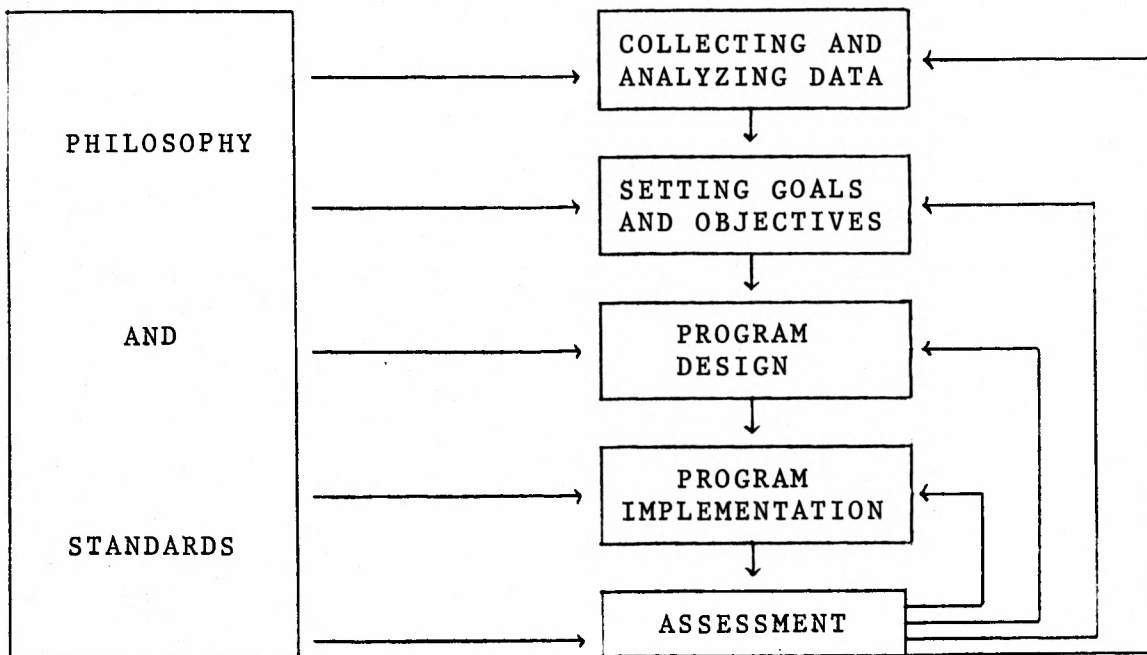 PHILOSOPHY
AND
STANDARDS
COLLECTING AND
ANALYZING DATA
SETTING GOALS
AND OBJECTIVES
PROGRAM
DESIGN
PROGRAM
IMPLEMENTATION
ASSESSMENT